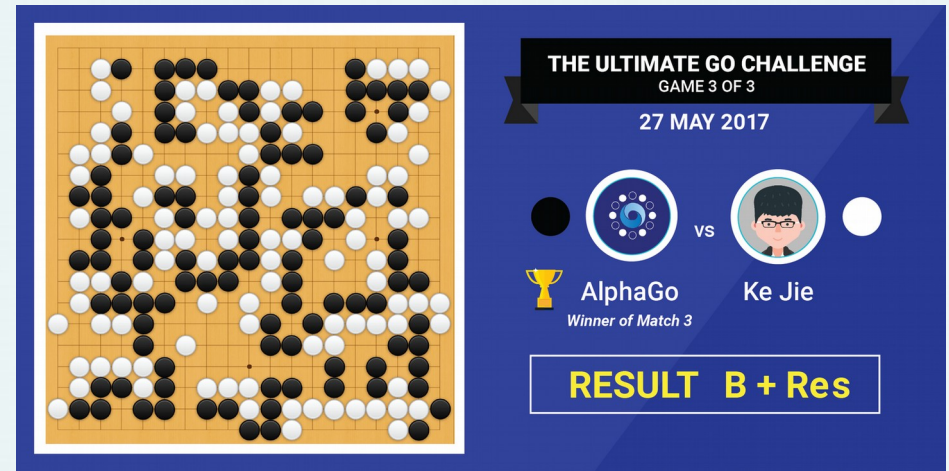 THE ULTIMATE GO CHALLENGE
GAME 3 OF 3
27 MAY 2017
vs
AlphaGo Ke Jie
Winner of Match 3
RESULT B + Res